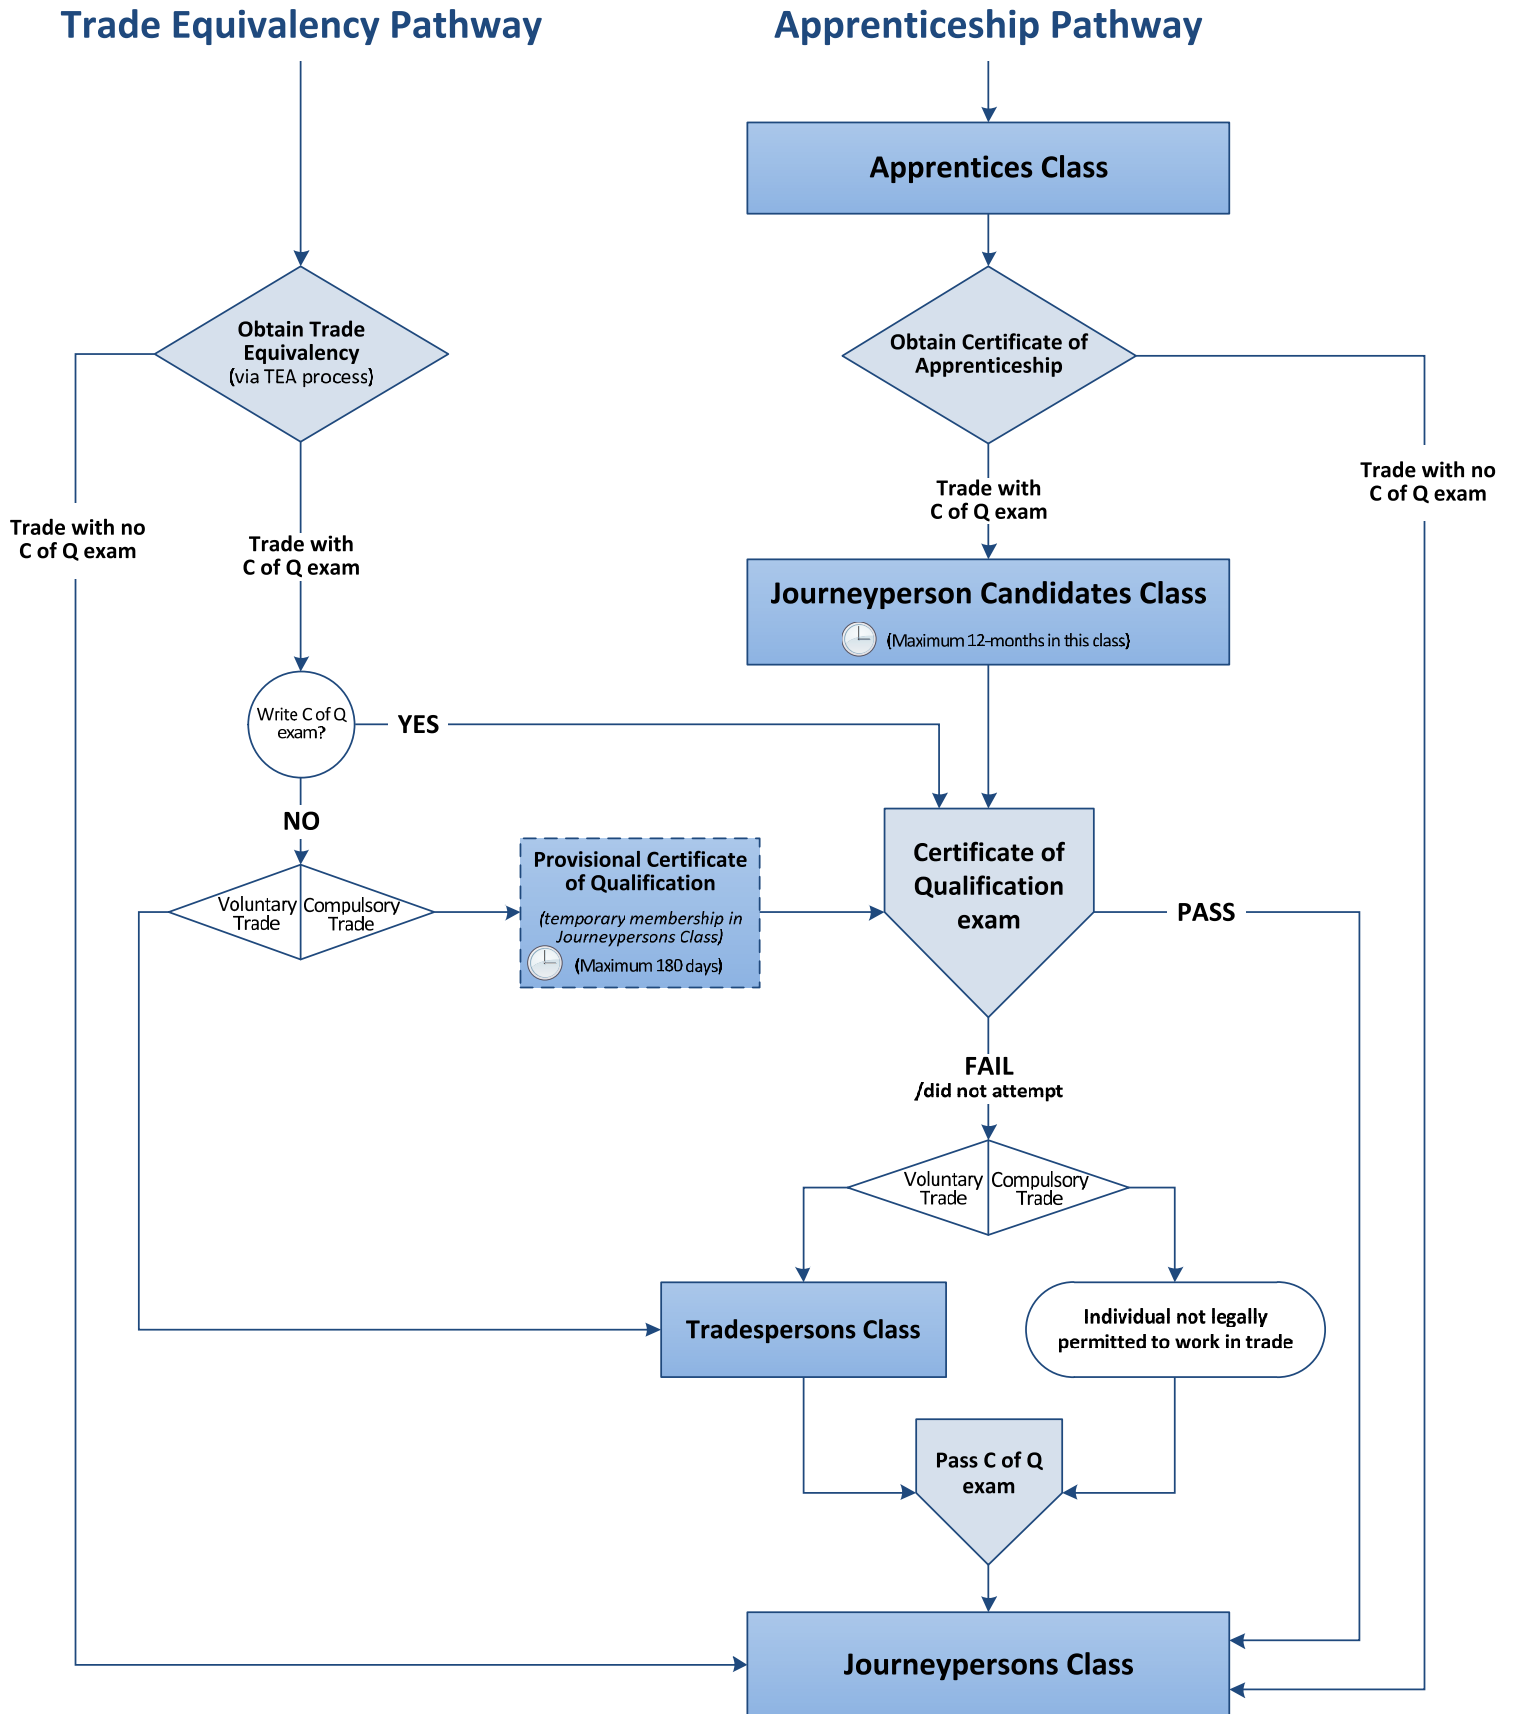 Trade Equivalency Pathway
Apprenticeship Pathway
Apprentices Class
Obtain Trade
Equivalency
(via TEA process)
Obtain Certificate of
Apprenticeship
Trade with no
C of Q exam
Trade with
C of Q exam
Trade with
C of Q exam
Trade with no
C of Q exam
Journeyperson Candidates Class
(Maximum 12-months in this class)
Write C of Q
exam?
YES
NO
Voluntary
Trade
Compulsory
Trade
Provisional Certificate
of Qualification
(temporary membership in
Journeypersons Class)
(Maximum 180 days)
Certificate of
Qualification
exam
PASS
FAIL
/did not attempt
Voluntary
Trade
Compulsory
Trade
Tradespersons Class
Individual not legally
permitted to work in trade
Pass C of Q
exam
Journeypersons Class